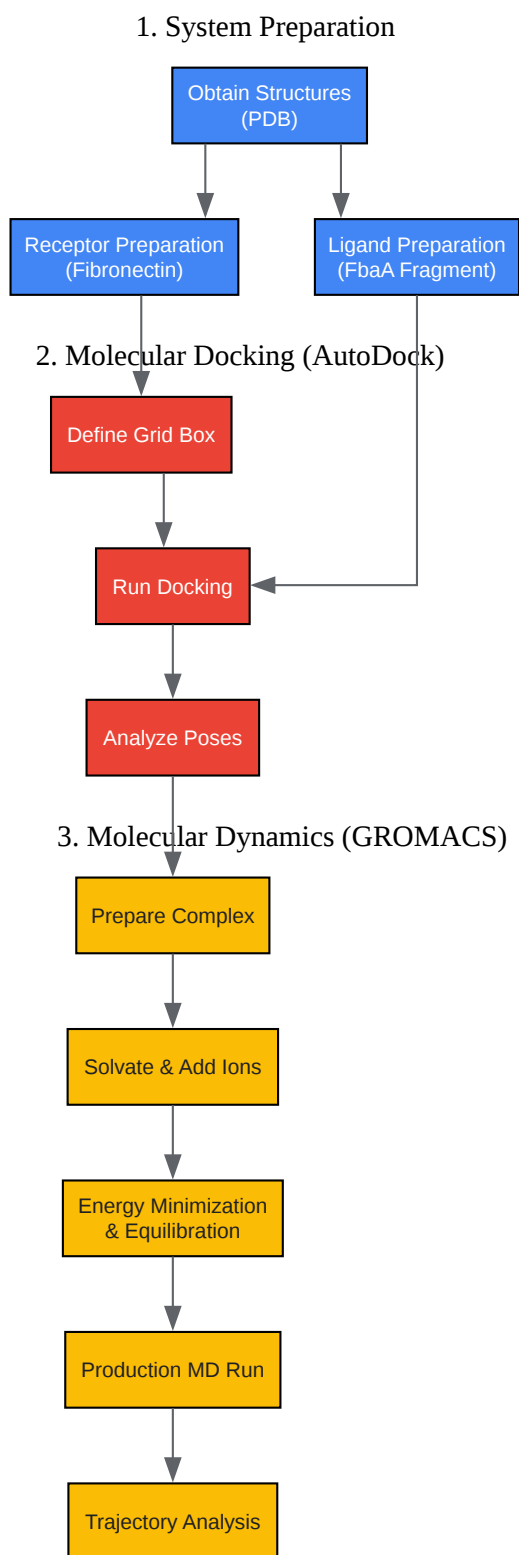 1. System Preparation
Obtain Structures
(PDB)
Receptor Preparation
(Fibronectin)
Ligand Preparation
(FbaA Fragment)
2. Molecular Docking (AutoDock)
Define Grid Box
Run Docking
Analyze Poses
3. Molecular Dynamics (GROMACS)
Prepare Complex
Solvate & Add Ions
Energy Minimization
& Equilibration
Production MD Run
Trajectory Analysis